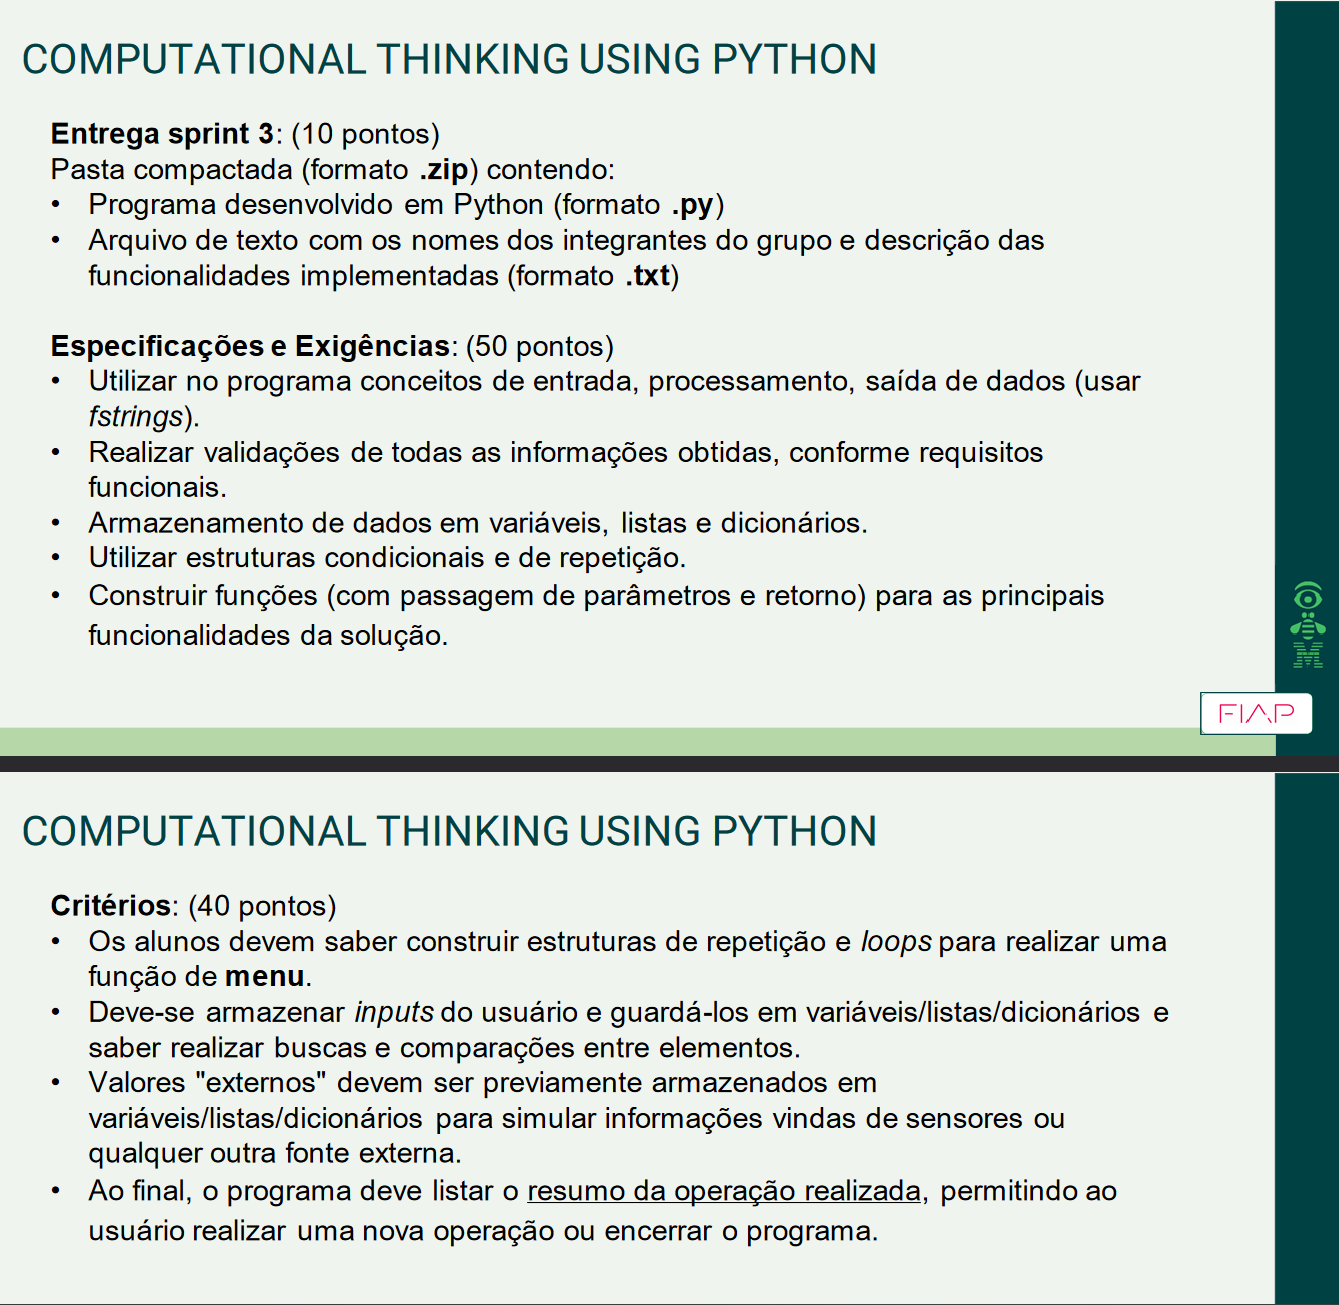 COMPUTATIONAL THINKING USING PYTHON
Entrega sprint 3: (10 pontos)
Pasta compactada (formato .zip) contendo:
• Programa desenvolvido em Python (formato .py)
• Arquivo de texto com os nomes dos integrantes do grupo e descrição das
funcionalidades implementadas (formato .txt)
Especificações e Exigências: (50 pontos)
• Utilizar no programa conceitos de entrada, processamento, saída de dados (usar
fstrings).
• Realizar validações de todas as informações obtidas, conforme requisitos
funcionais.
• Armazenamento de dados em variáveis, listas e dicionários.
• Utilizar estruturas condicionais e de repetição.
• Construir funções (com passagem de parâmetros e retorno) para as principais
funcionalidades da solução.
M
FIAP
COMPUTATIONAL THINKING USING PYTHON
Critérios: (40 pontos)
• Os alunos devem saber construir estruturas de repetição e loops para realizar uma
função de menu.
• Deve-se armazenar inputs do usuário e guardá-los em variáveis/listas/dicionários e
saber realizar buscas e comparações entre elementos.
• Valores "externos" devem ser previamente armazenados em
variáveis/listas/dicionários para simular informações vindas de sensores ou
qualquer outra fonte externa.
• Ao final, o programa deve listar o resumo da operação realizada, permitindo ao
usuário realizar uma nova operação ou encerrar o programa.